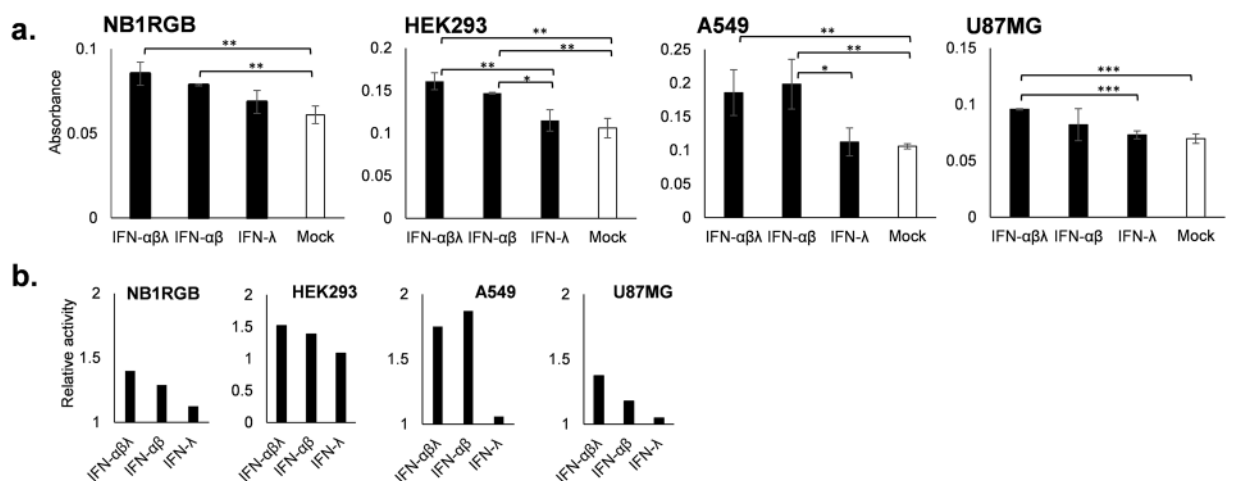 a.
NB1RGB
Absorbance
0.1
0.05
0
**
**
IFN-αβλ IFN-αβ IFN-λ Mock
HEK293
0.2
0.15
0.1
0.05
0
**
**
**
*
IFN-αβλ IFN-αβ IFN-λ Mock
A549
0.25
0.2
0.15
0.1
0.05
0
**
**
*
IFN-αβλ IFN-αβ IFN-λ Mock
U87MG
0.15
0.1
0.05
0
***
***
IFN-αβλ IFN-αβ IFN-λ Mock
b.
NB1RGB
Relative activity
2
1.5
1
IFN-αβλ
IFN-αβ
IFN-λ
HEK293
2
1.5
1
0.5
0
IFN-αβλ
IFN-αβ
IFN-λ
A549
2
1.5
1
IFN-αβλ
IFN-αβ
IFN-λ
U87MG
2
1.5
1
IFN-αβλ
IFN-αβ
IFN-λ